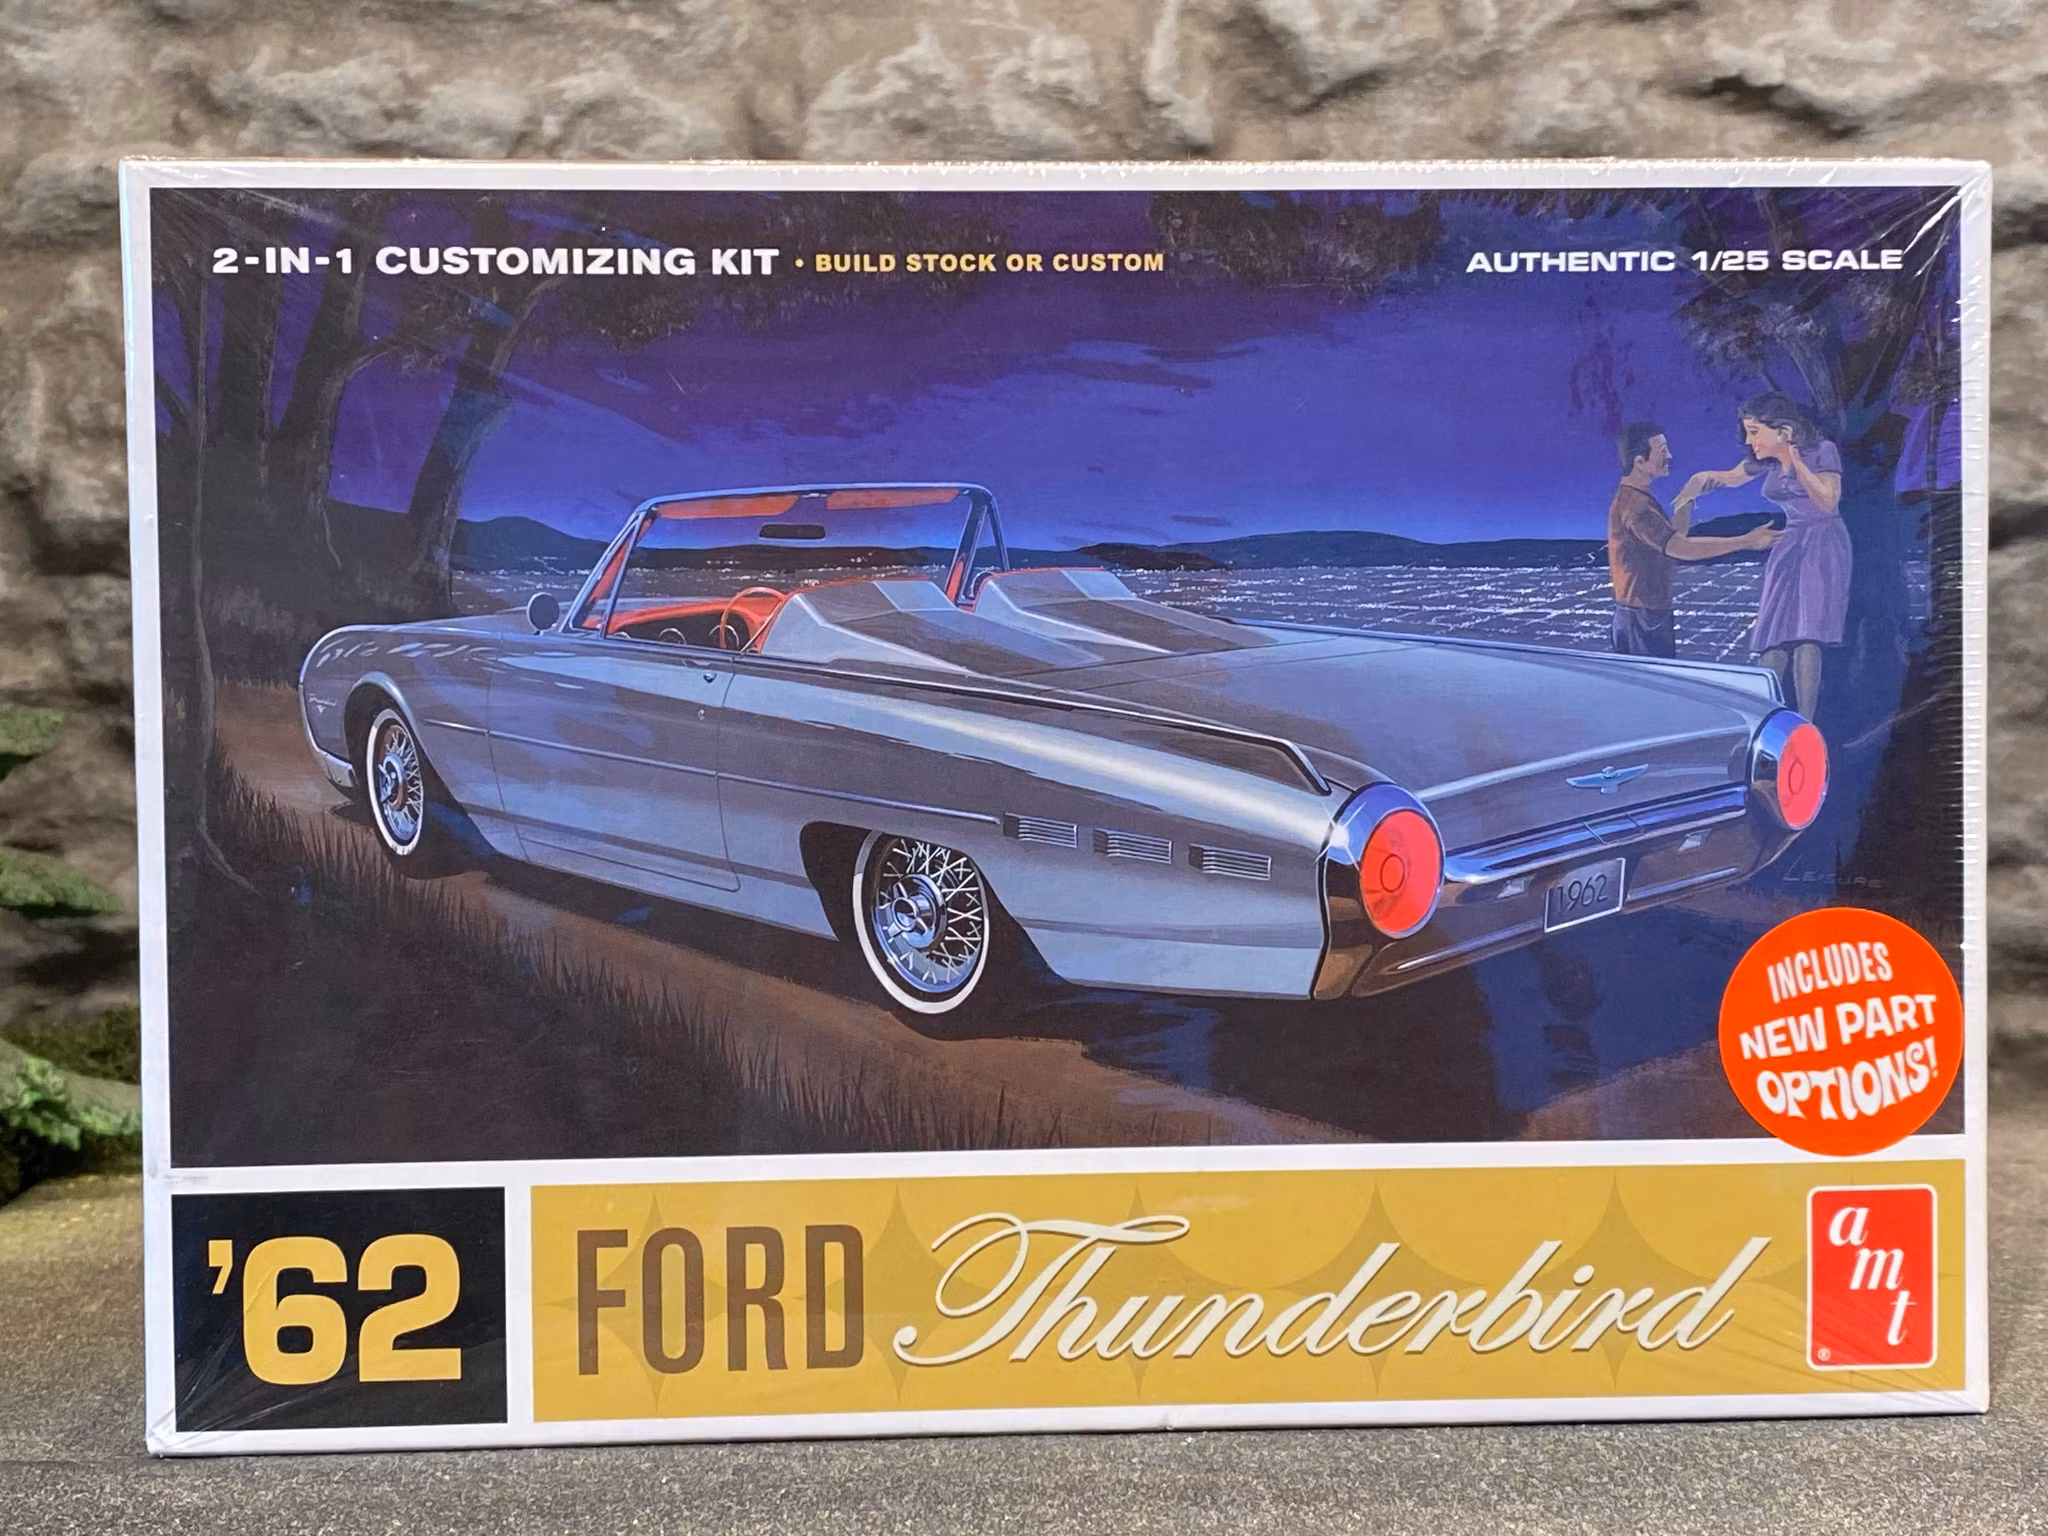 2-IN-1 CUSTOMIZING KIT • BUILD STOCK OR CUSTOM
AUTHENTIC 1/25 SCALE
1962
LEISURE
INCLUDES
NEW PART
OPTIONS!
'62
FORD Thunderbird
amt
®